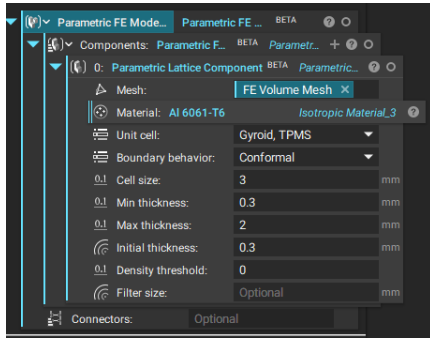 Parametric FE Mode... Parametric FE ... BETA
Components: Parametric F... BETA Parametr...
0: Parametric Lattice Component BETA Parametric...
Mesh: FE Volume Mesh ×
Material: Al 6061-T6 Isotropic Material_3
Unit cell: Gyroid, TPMS
Boundary behavior: Conformal
0.1 Cell size: 3 mm
0.1 Min thickness: 0.3 mm
0.1 Max thickness: 2 mm
Initial thickness: 0.3 mm
0.1 Density threshold: 0
Filter size: Optional mm
Connectors: Optional